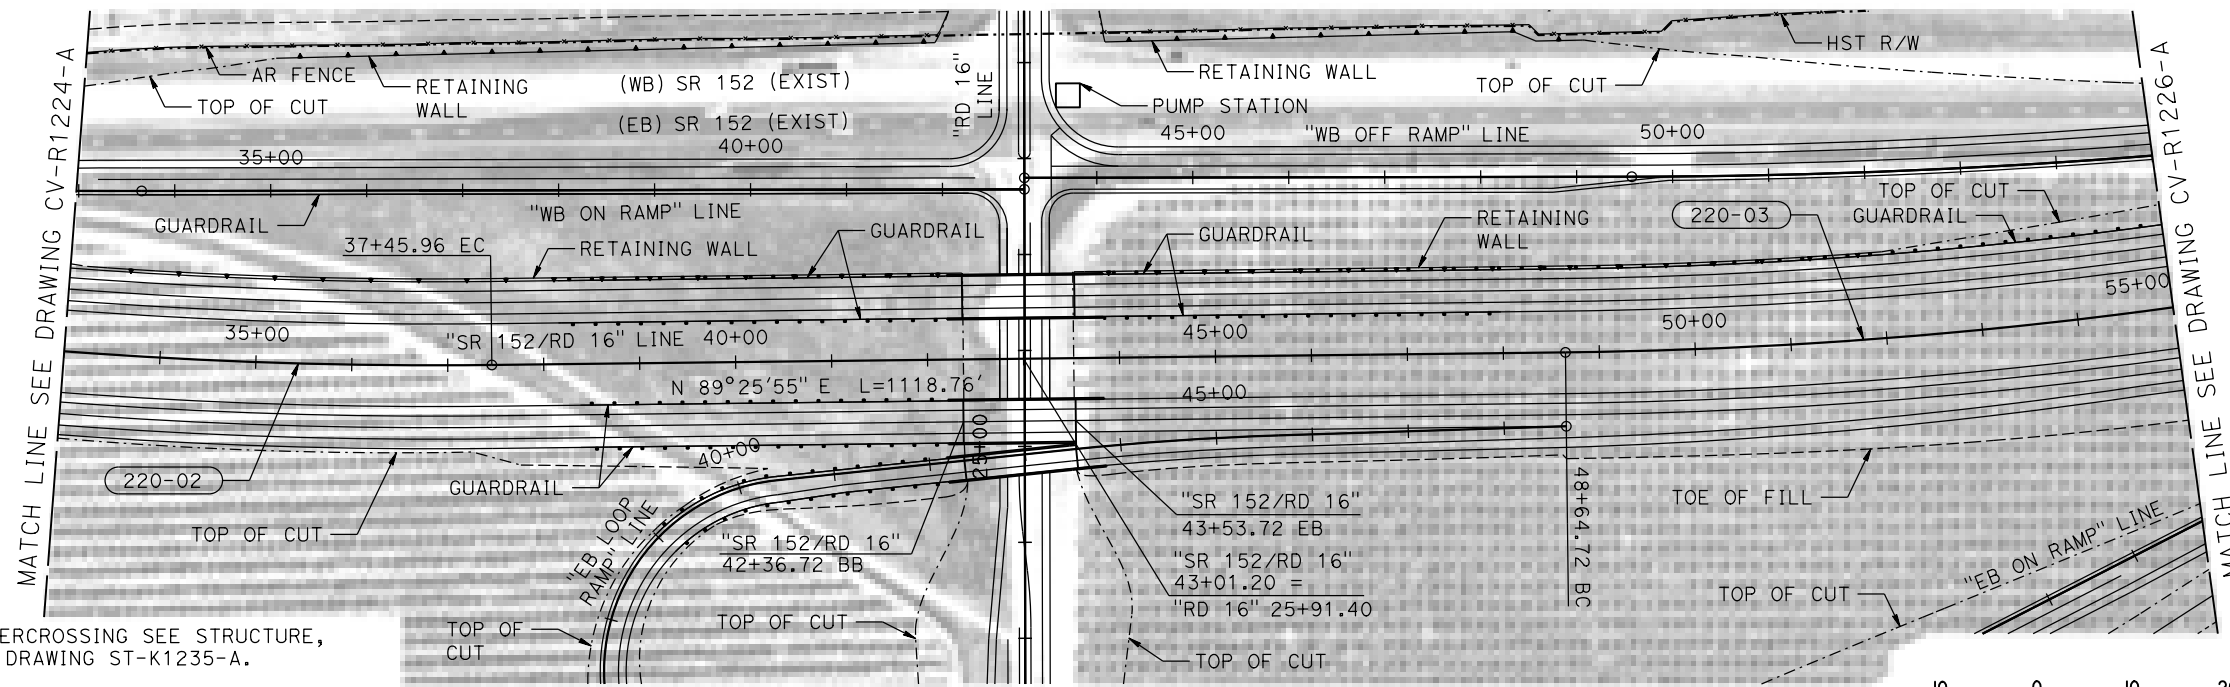 MATCH LINE SEE DRAWING CV-R1224-A
AR FENCE
TOP OF CUT
RETAINING
WALL
(WB) SR 152 (EXIST)
(EB) SR 152 (EXIST)
40+00
35+00
"RD 16"
LINE
RETAINING WALL
PUMP STATION
45+00
"WB OFF RAMP" LINE
50+00
TOP OF CUT
HST R/W
MATCH LINE SEE DRAWING CV-R1226-A
GUARDRAIL
"WB ON RAMP" LINE
37+45.96 EC
RETAINING WALL
GUARDRAIL
GUARDRAIL
RETAINING
WALL
220-03
TOP OF CUT
GUARDRAIL
55+00
35+00
"SR 152/RD 16" LINE
40+00
45+00
50+00
N 89°25'55" E L=1118.76'
45+00
220-02
TOP OF CUT
GUARDRAIL
40+00
25+00
"EB LOOP
RAMP" LINE
"SR 152/RD 16"
42+36.72 BB
"SR 152/RD 16"
43+53.72 EB
"SR 152/RD 16"
43+01.20 =
"RD 16" 25+91.40
48+64.72 BC
TOE OF FILL
"EB ON RAMP" LINE
TOP OF CUT
TOP OF
CUT
TOP OF CUT
TOP OF CUT
ERCROSSING SEE STRUCTURE,
DRAWING ST-K1235-A.
MATCH LINE SEE